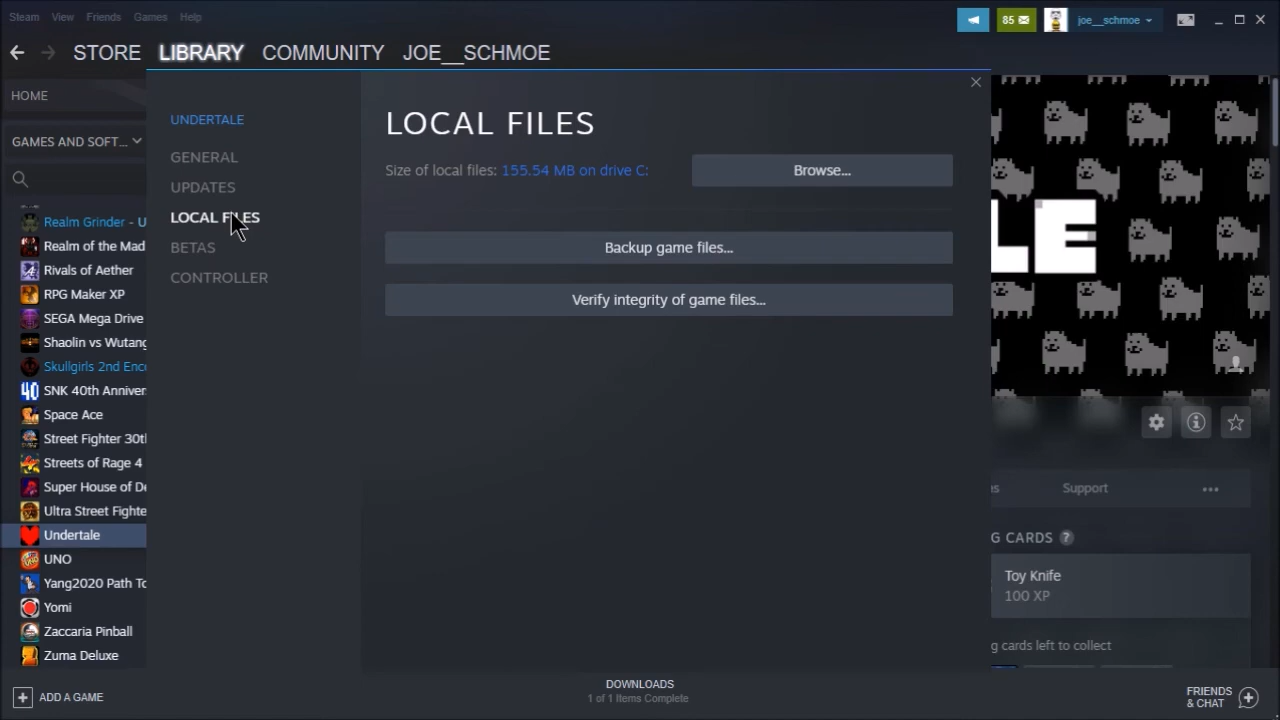 Steam View Friends Games Help
85
joe__schmoe
STORE LIBRARY COMMUNITY JOE__SCHMOE
HOME
GAMES AND SOFT...
Realm Grinder - U
Realm of the Mad
Rivals of Aether
RPG Maker XP
SEGA Mega Drive
Shaolin vs Wutang
Skullgirls 2nd Enc
40
SNK 40th Anniver
Space Ace
Street Fighter 30tl
Streets of Rage 4
Super House of De
Ultra Street Fighte
Undertale
UNO
Yang2020 Path To
Yomi
Zaccaria Pinball
Zuma Deluxe
UNDERTALE
GENERAL
UPDATES
LOCAL FILES
BETAS
CONTROLLER
LOCAL FILES
Size of local files: 155.54 MB on drive C:
Browse...
Backup game files...
Verify integrity of game files...
LE
Support
G CARDS ?
Toy Knife
100 XP
g cards left to collect
ADD A GAME
DOWNLOADS
1 of 1 Items Complete
FRIENDS
& CHAT